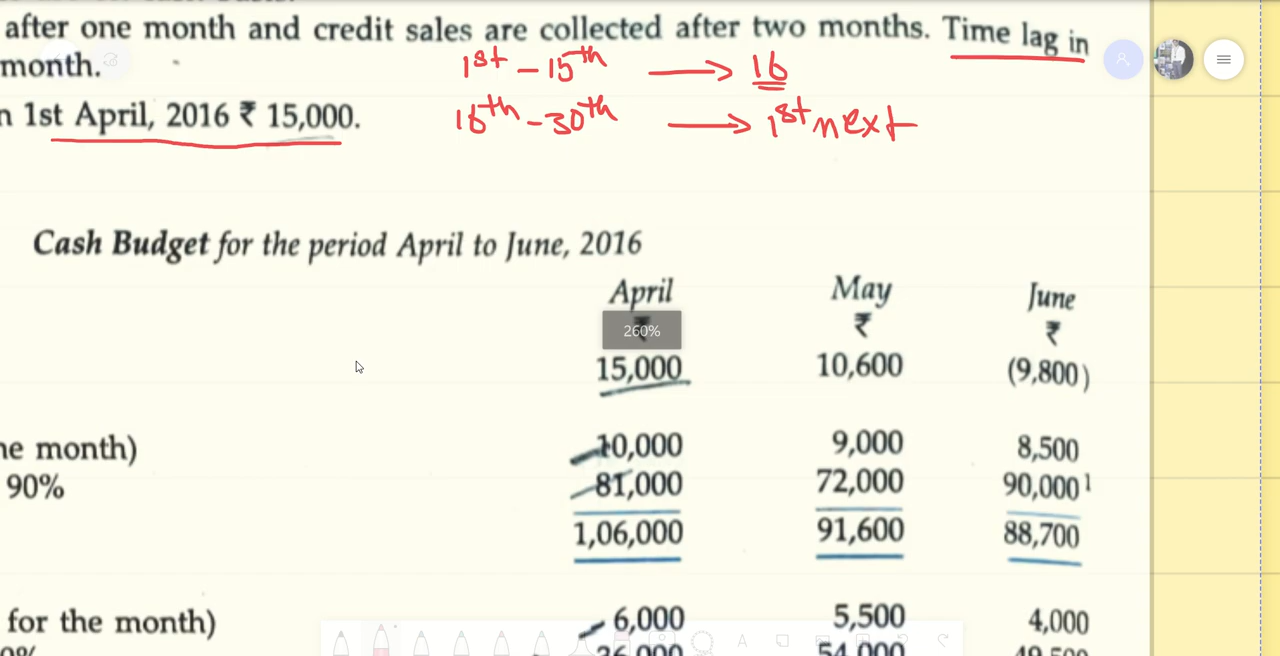 after one month and credit sales are collected after two months. Time lag in
month.
1st - 15th → 16
n 1st April, 2016 ₹ 15,000.
16th - 30th → 1st next
Cash Budget for the period April to June, 2016
April May June
₹ ₹ ₹
260%
15,000 10,600 (9,800)
he month) 10,000 9,000 8,500
90% 81,000 72,000 90,000¹
1,06,000 91,600 88,700
for the month) 6,000 5,500 4,000